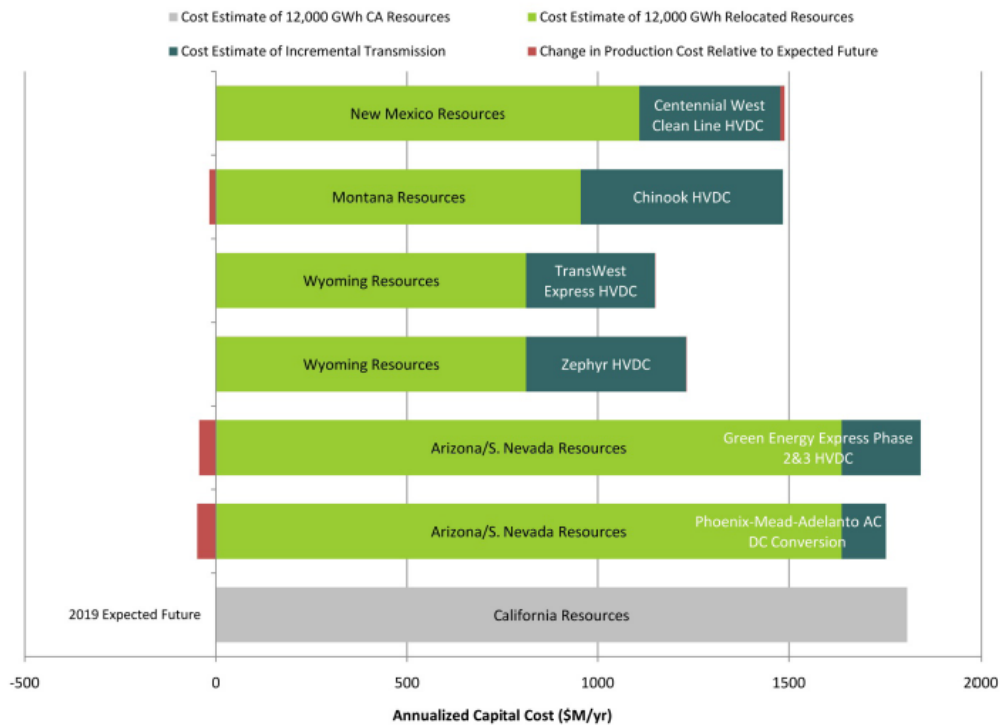 Cost Estimate of 12,000 GWh CA Resources
Cost Estimate of 12,000 GWh Relocated Resources
Cost Estimate of Incremental Transmission
Change in Production Cost Relative to Expected Future
New Mexico Resources
Centennial West
Clean Line HVDC
Montana Resources
Chinook HVDC
Wyoming Resources
TransWest
Express HVDC
Wyoming Resources
Zephyr HVDC
Arizona/S. Nevada Resources
Green Energy Express Phase
2&3 HVDC
Arizona/S. Nevada Resources
Phoenix-Mead-Adelanto AC
DC Conversion
2019 Expected Future
California Resources
-500
0
500
1000
1500
2000
Annualized Capital Cost ($M/yr)